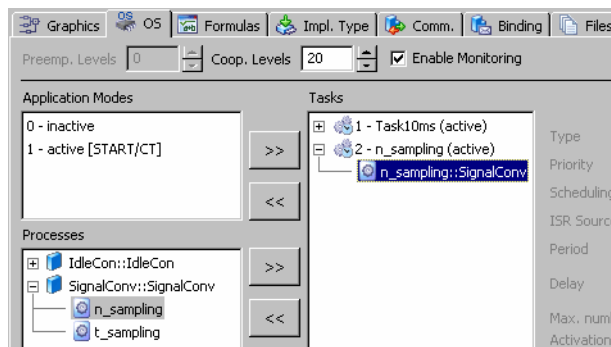 Graphics OS Formulas Impl. Type Comm. Binding Files
Preemp. Levels 0 Coop. Levels 20 Enable Monitoring
Application Modes
0 - inactive
1 - active [START/CT]
>>
<<
Processes
IdleCon::IdleCon
SignalConv::SignalConv
n_sampling
t_sampling
>>
<<
Tasks
1 - Task10ms (active)
2 - n_sampling (active)
n_sampling::SignalConv
Type
Priority
Scheduling
ISR Sourc
Period
Delay
Max. num
Activation